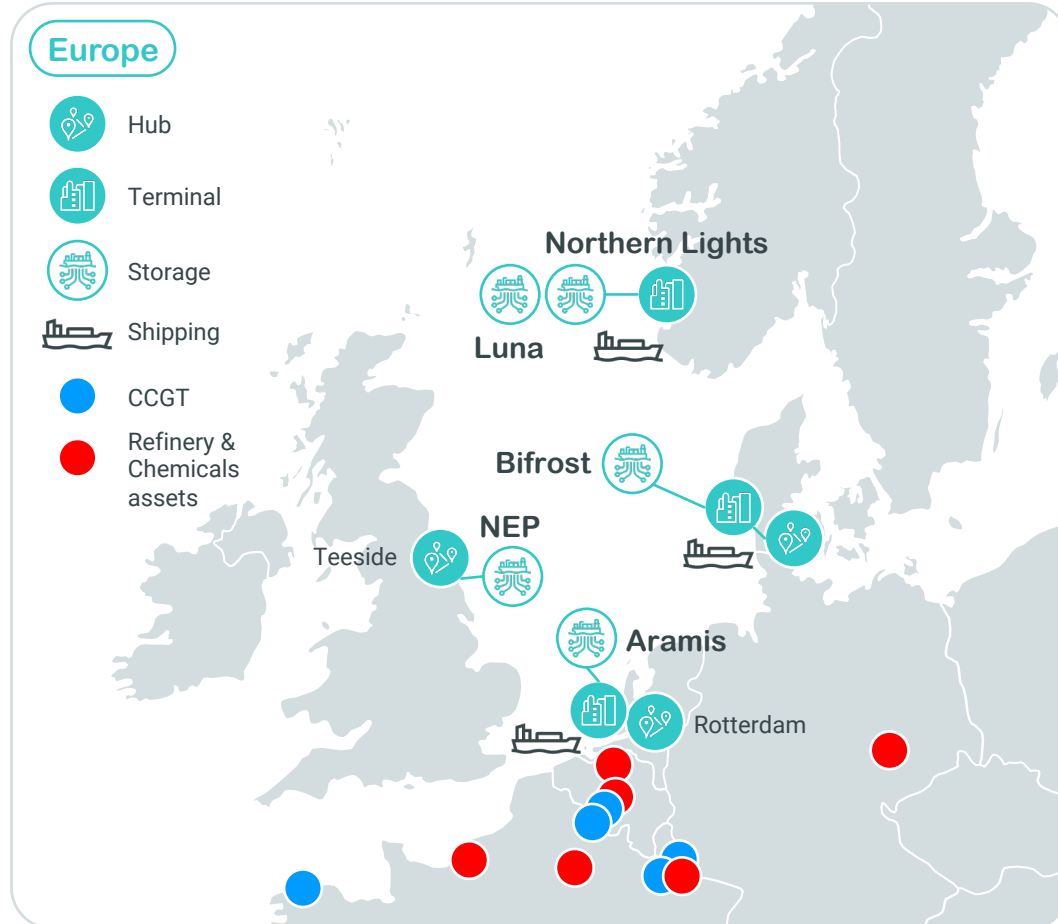 Europe
Hub
Terminal
Storage
Shipping
CCGT
Refinery &
Chemicals
assets
Northern Lights
Luna
Bifrost
NEP
Teeside
Aramis
Rotterdam